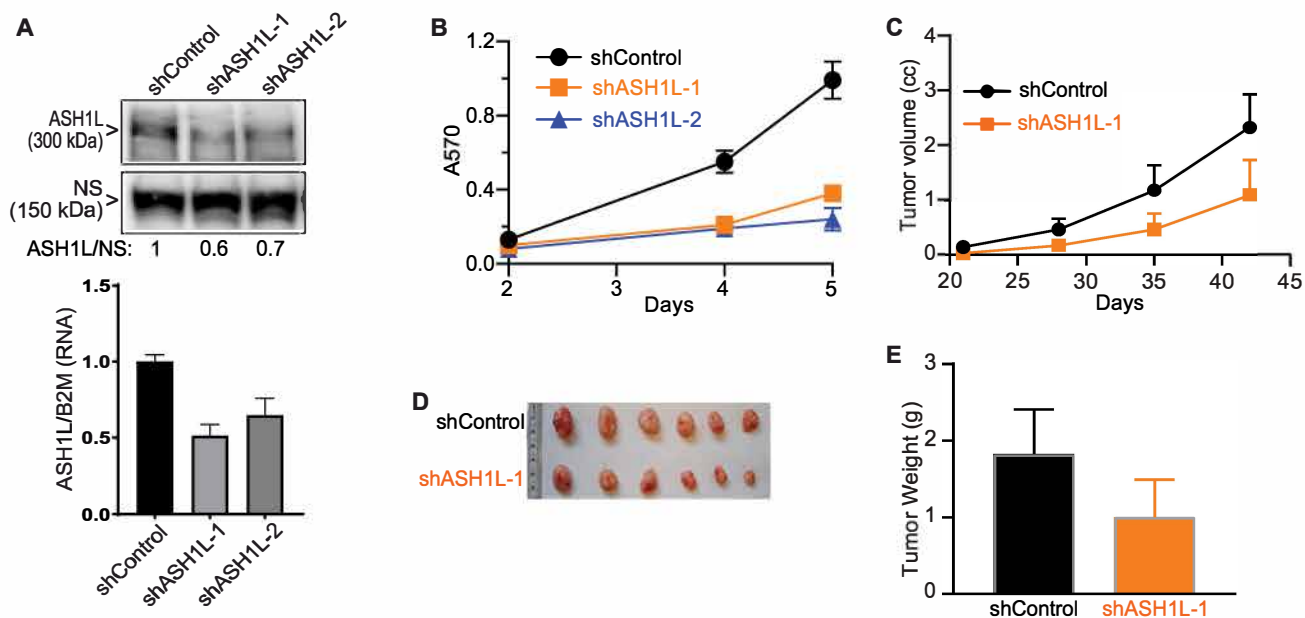 A
shControl
shASH1L-1
shASH1L-2
ASH1L
(300 kDa)
>
NS
(150 kDa)
>
ASH1L/NS: 1 0.6 0.7
ASH1L/B2M (RNA)
1.5
1.0
0.5
0.0
shControl
shASH1L-1
shASH1L-2
B
A570
1.2
0.8
0.4
0.0
shControl
shASH1L-1
shASH1L-2
2 3 4 5
Days
C
Tumor volume (cc)
4
3
2
1
0
shControl
shASH1L-1
20 25 30 35 40 45
Days
D
shControl
shASH1L-1
E
Tumor Weight (g)
3
2
1
0
shControl shASH1L-1